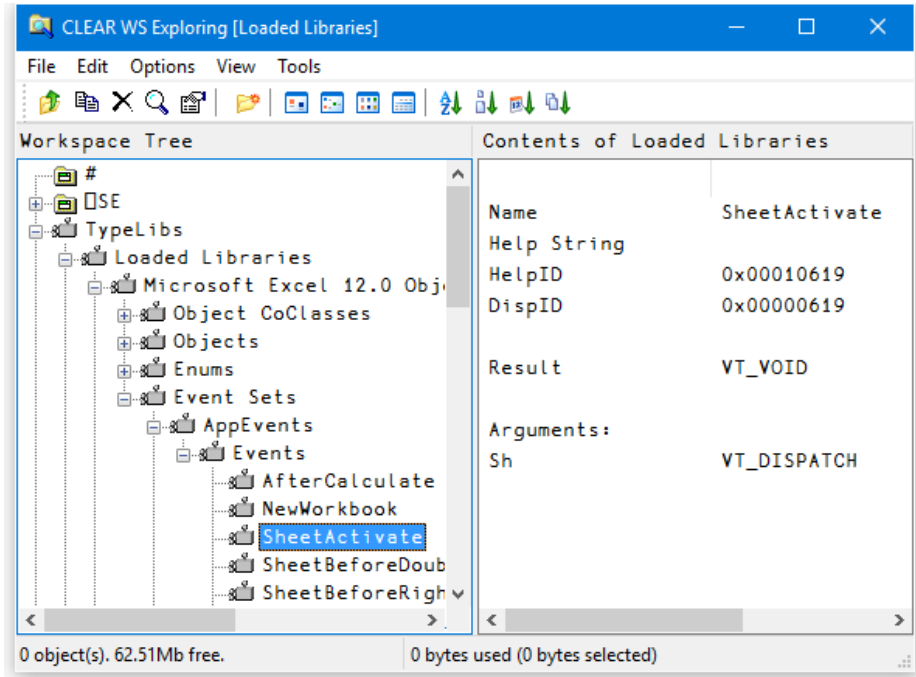 CLEAR WS Exploring [Loaded Libraries]
File Edit Options View Tools
Workspace Tree
Contents of Loaded Libraries
#
⎕SE
TypeLibs
Loaded Libraries
Microsoft Excel 12.0 Obj
Object CoClasses
Objects
Enums
Event Sets
AppEvents
Events
AfterCalculate
NewWorkbook
SheetActivate
SheetBeforeDoub
SheetBeforeRigh
Name SheetActivate
Help String
HelpID 0x00010619
DispID 0x00000619
Result VT_VOID
Arguments:
Sh VT_DISPATCH
0 object(s). 62.51Mb free.
0 bytes used (0 bytes selected)